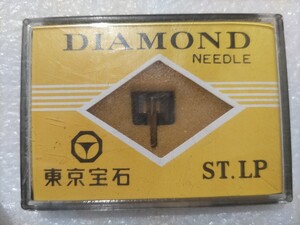 DIAMOND
NEEDLE
東京宝石
ST.LP